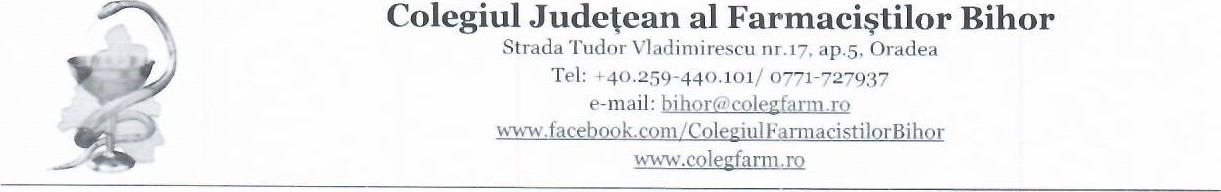 Colegiul Județean al Farmaciștilor Bihor
Strada Tudor Vladimirescu nr.17, ap.5, Oradea
Tel: +40.259-440.101/ 0771-727937
e-mail: bihor@colegfarm.ro
www.facebook.com/ColegiulFarmacistilorBihor
www.colegfarm.ro